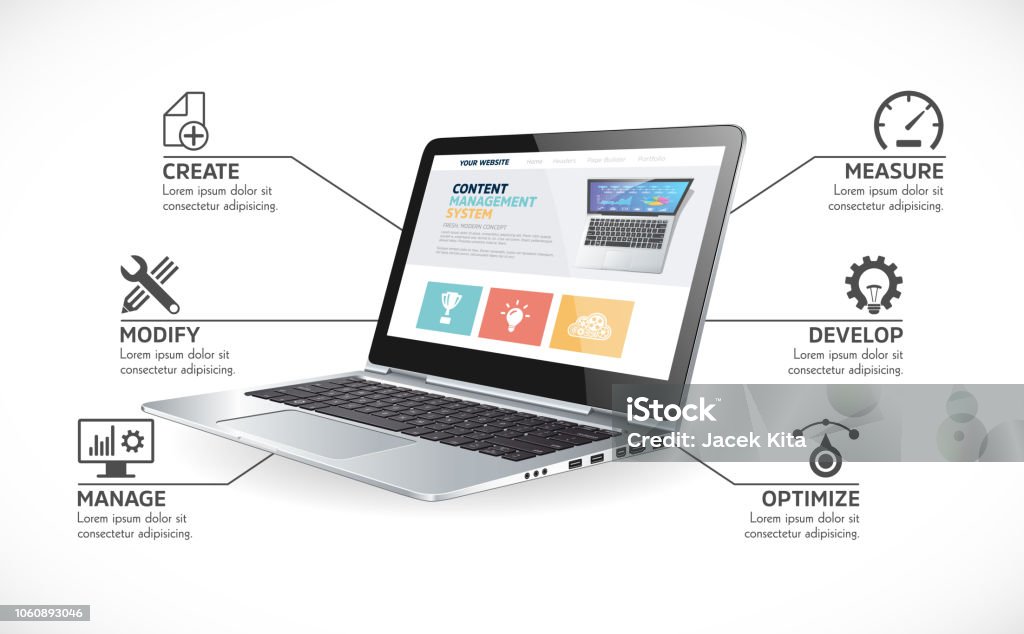 CREATE
Lorem ipsum dolor sit
consectetur adipisicing.
MODIFY
Lorem ipsum dolor sit
consectetur adipisicing.
MANAGE
Lorem ipsum dolor sit
consectetur adipisicing.
YOUR WEBSITE Home Headers Page Builder Portfolio
CONTENT
MANAGEMENT
SYSTEM
FRESH, MODERN CONCEPT
MEASURE
Lorem ipsum dolor sit
consectetur adipisicing.
DEVELOP
Lorem ipsum dolor sit
consectetur adipisicing.
OPTIMIZE
Lorem ipsum dolor sit
consectetur adipisicing.
iStock™
Credit: Jacek Kita
1060893046